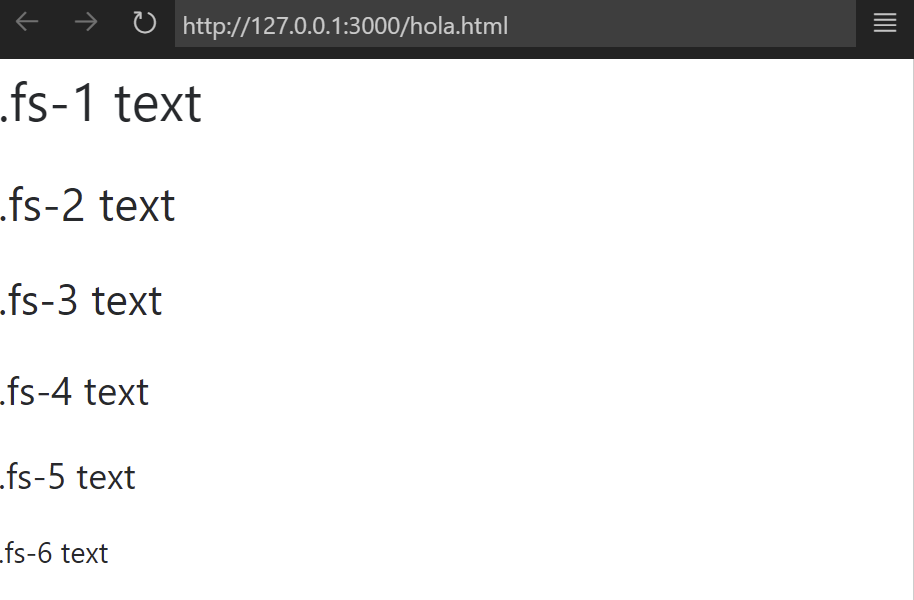 http://127.0.0.1:3000/hola.html
.fs-1 text
.fs-2 text
.fs-3 text
.fs-4 text
.fs-5 text
.fs-6 text